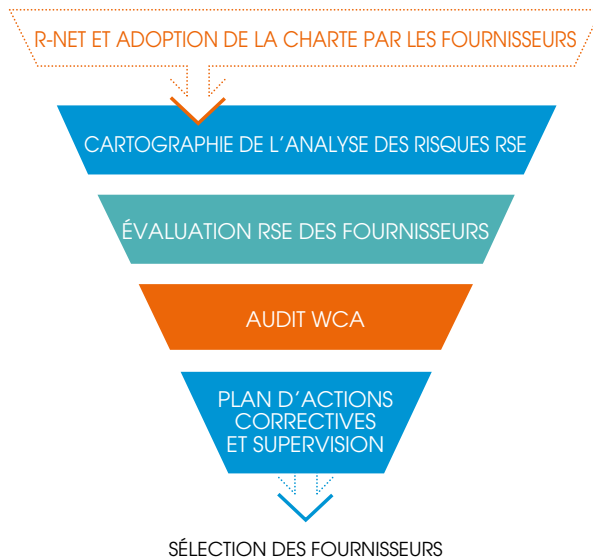 R-NET ET ADOPTION DE LA CHARTE PAR LES FOURNISSEURS
CARTOGRAPHIE DE L'ANALYSE DES RISQUES RSE
ÉVALUATION RSE DES FOURNISSEURS
AUDIT WCA
PLAN D'ACTIONS
CORRECTIVES
ET SUPERVISION
SÉLECTION DES FOURNISSEURS